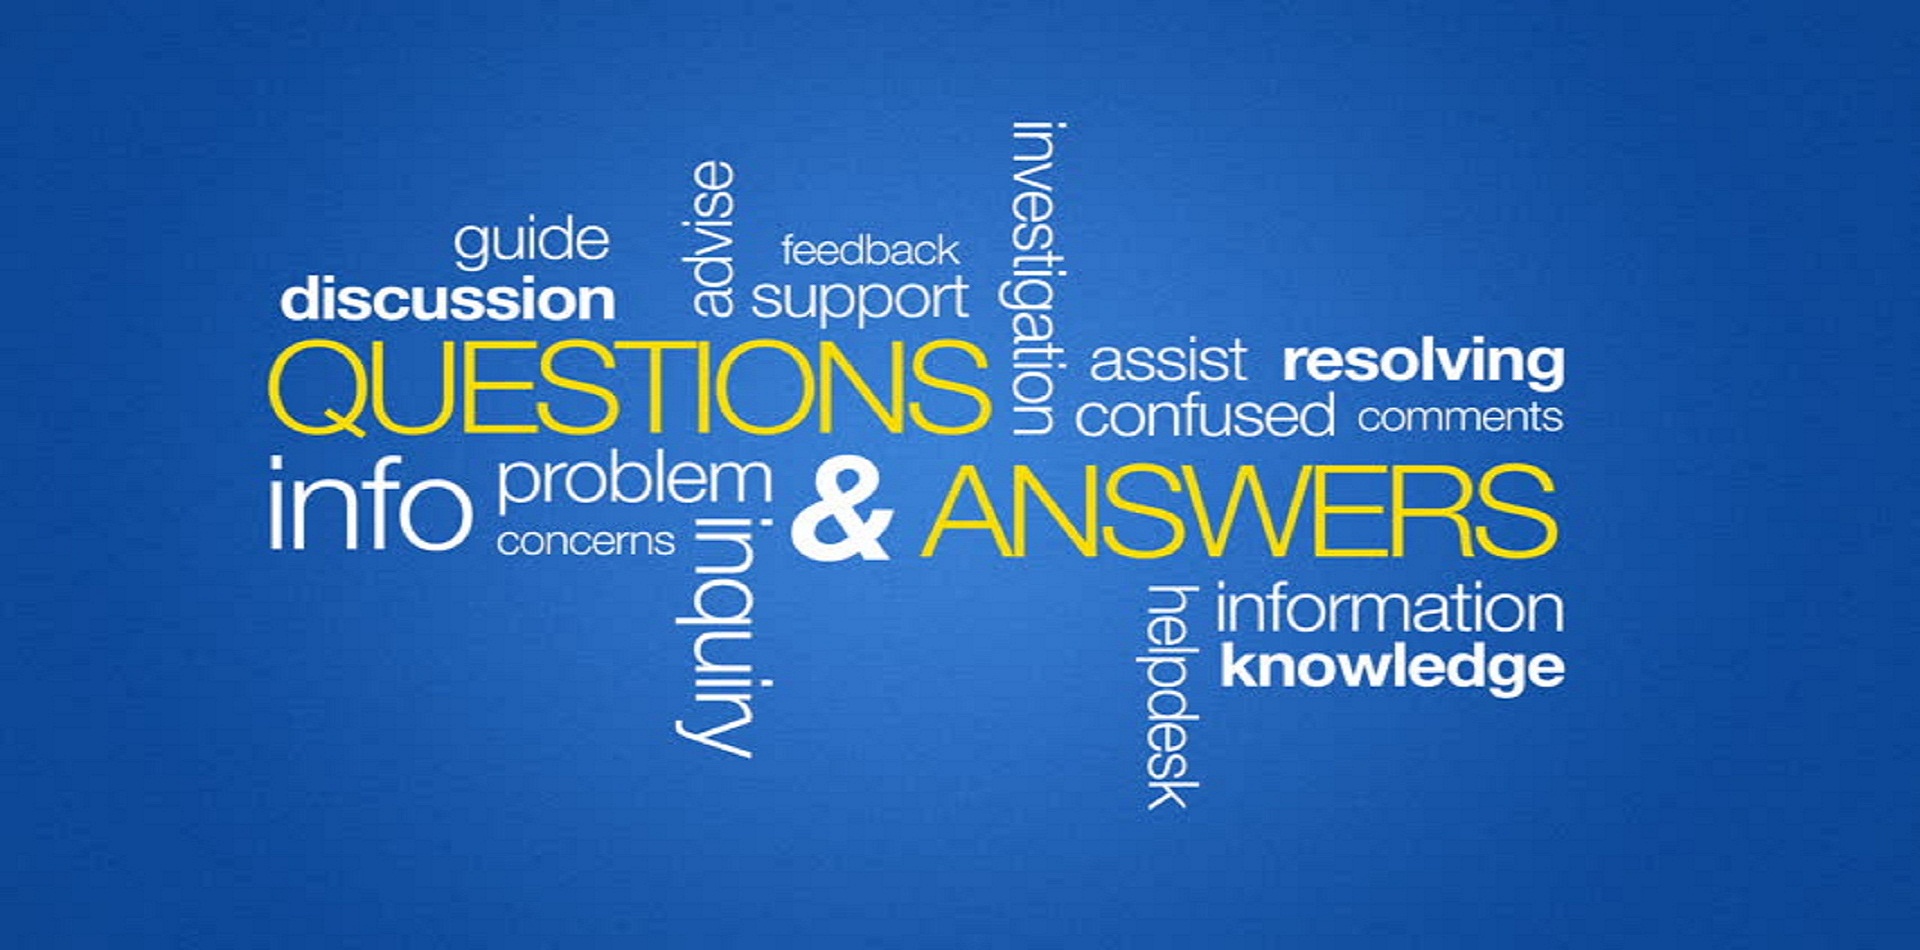 investigation
advise
guide
feedback
discussion
support
QUESTIONS
assist resolving
confused comments
info
problem
concerns
& ANSWERS
inquiry
helpdesk
information
knowledge